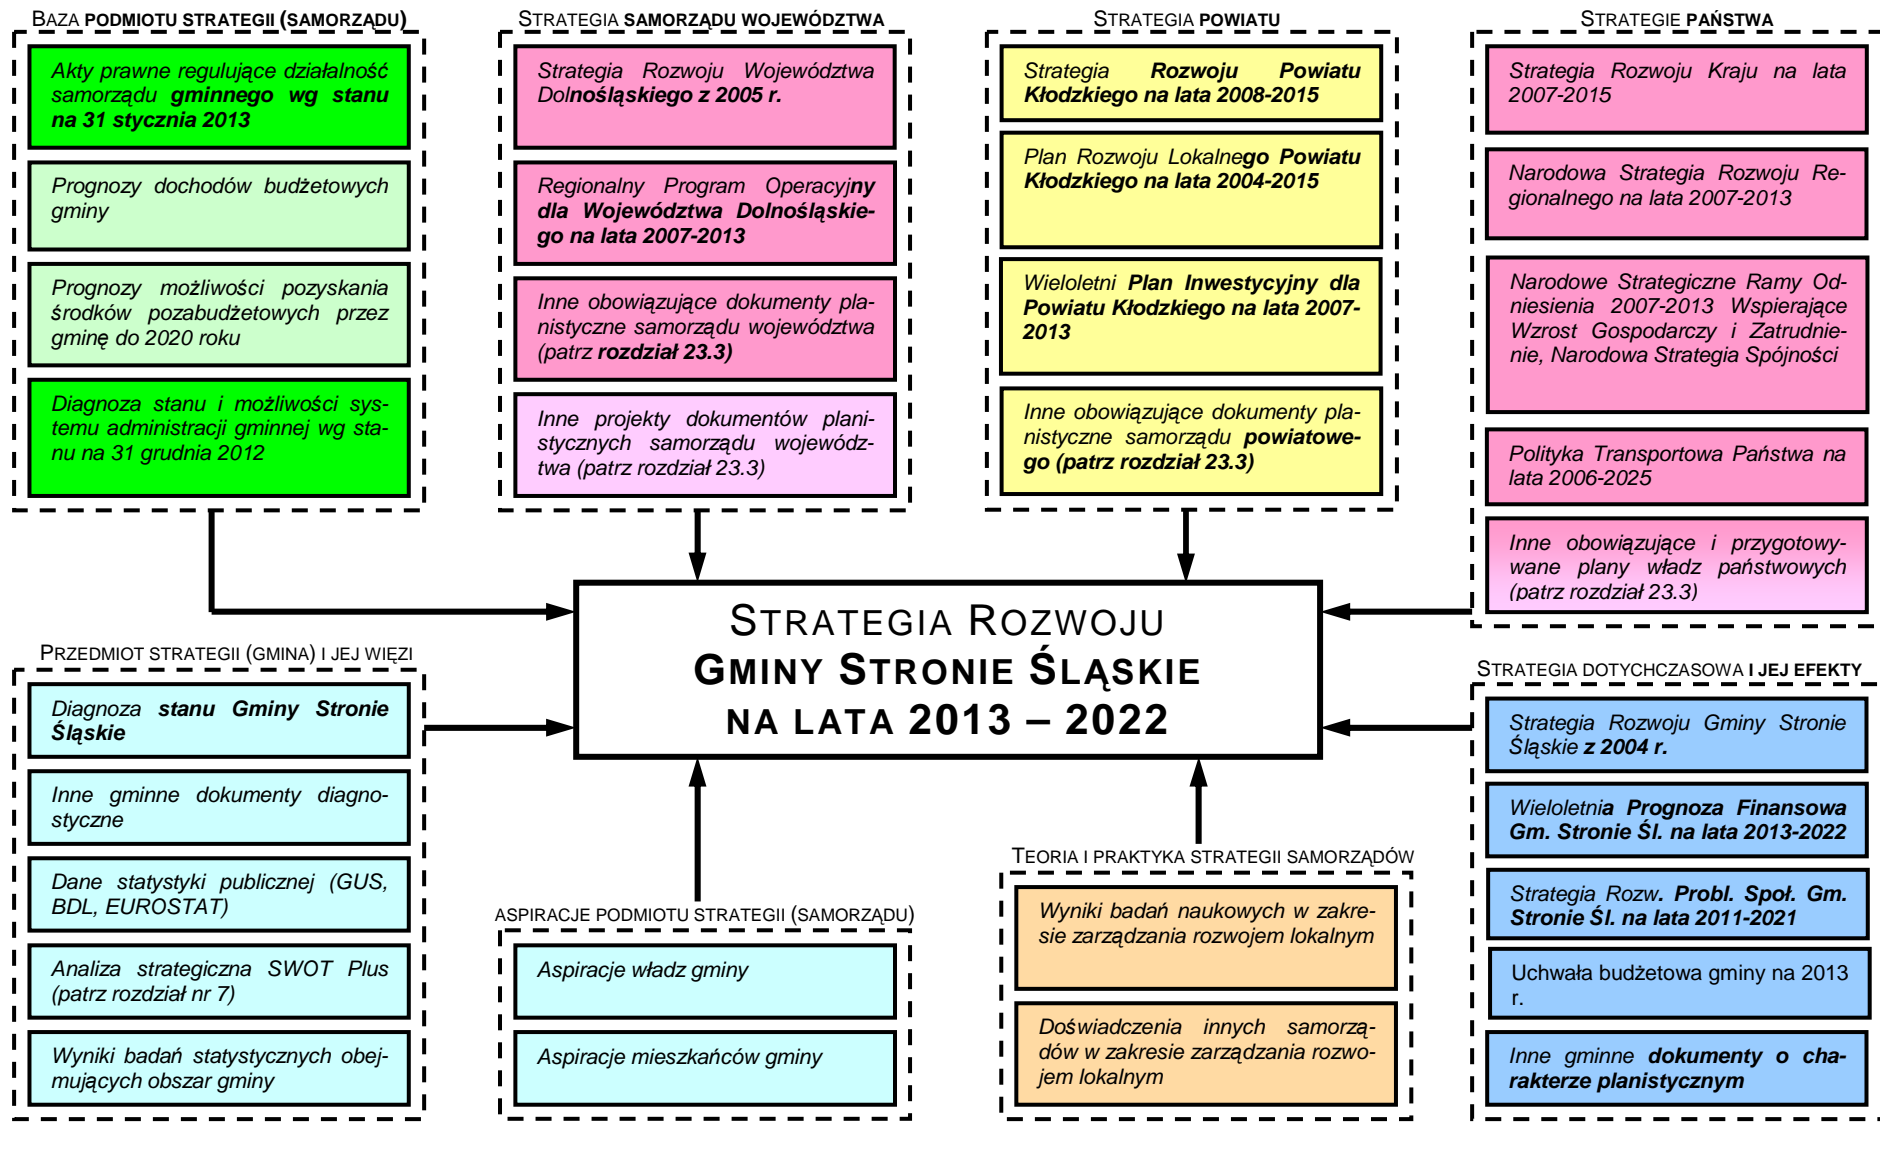 BAZA PODMIOTU STRATEGII (SAMORZĄDU)
Akty prawne regulujące działalność
samorządu gminnego wg stanu
na 31 stycznia 2013
Prognozy dochodów budżetowych
gminy
Prognozy możliwości pozyskania
środków pozabudżetowych przez
gminę do 2020 roku
Diagnoza stanu i możliwości sys-
temu administracji gminnej wg sta-
nu na 31 grudnia 2012
STRATEGIA SAMORZĄDU WOJEWÓDZTWA
Strategia Rozwoju Województwa
Dolnośląskiego z 2005 r.
Regionalny Program Operacyjny
dla Województwa Dolnośląskie-
go na lata 2007-2013
Inne obowiązujące dokumenty pla-
nistyczne samorządu województwa
(patrz rozdział 23.3)
Inne projekty dokumentów plani-
stycznych samorządu wojewódz-
twa (patrz rozdział 23.3)
STRATEGIA POWIATU
Strategia Rozwoju Powiatu
Kłodzkiego na lata 2008-2015
Plan Rozwoju Lokalnego Powiatu
Kłodzkiego na lata 2004-2015
Wieloletni Plan Inwestycyjny dla
Powiatu Kłodzkiego na lata 2007-
2013
Inne obowiązujące dokumenty pla-
nistyczne samorządu powiatowe-
go (patrz rozdział 23.3)
STRATEGIE PAŃSTWA
Strategia Rozwoju Kraju na lata
2007-2015
Narodowa Strategia Rozwoju Re-
gionalnego na lata 2007-2013
Narodowe Strategiczne Ramy Od-
niesienia 2007-2013 Wspierające
Wzrost Gospodarczy i Zatrudnie-
nie, Narodowa Strategia Spójności
Polityka Transportowa Państwa na
lata 2006-2025
Inne obowiązujące i przygotowy-
wane plany władz państwowych
(patrz rozdział 23.3)
STRATEGIA ROZWOJU
GMINY STRONIE ŚLĄSKIE
NA LATA 2013 – 2022
PRZEDMIOT STRATEGII (GMINA) I JEJ WIĘZI
Diagnoza stanu Gminy Stronie
Śląskie
Inne gminne dokumenty diagno-
styczne
Dane statystyki publicznej (GUS,
BDL, EUROSTAT)
Analiza strategiczna SWOT Plus
(patrz rozdział nr 7)
Wyniki badań statystycznych obej-
mujących obszar gminy
ASPIRACJE PODMIOTU STRATEGII (SAMORZĄDU)
Aspiracje władz gminy
Aspiracje mieszkańców gminy
TEORIA I PRAKTYKA STRATEGII SAMORZĄDÓW
Wyniki badań naukowych w zakre-
sie zarządzania rozwojem lokalnym
Doświadczenia innych samorzą-
dów w zakresie zarządzania rozwo-
jem lokalnym
STRATEGIA DOTYCHCZASOWA I JEJ EFEKTY
Strategia Rozwoju Gminy Stronie
Śląskie z 2004 r.
Wieloletnia Prognoza Finansowa
Gm. Stronie Śl. na lata 2013-2022
Strategia Rozw. Probl. Społ. Gm.
Stronie Śl. na lata 2011-2021
Uchwała budżetowa gminy na 2013
r.
Inne gminne dokumenty o cha-
rakterze planistycznym